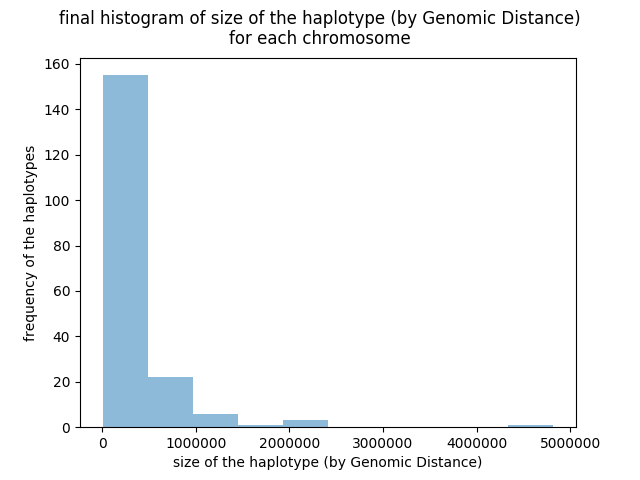 final histogram of size of the haplotype (by Genomic Distance)
for each chromosome
160
140
120
100
80
60
40
20
0
frequency of the haplotypes
0 1000000 2000000 3000000 4000000 5000000
size of the haplotype (by Genomic Distance)